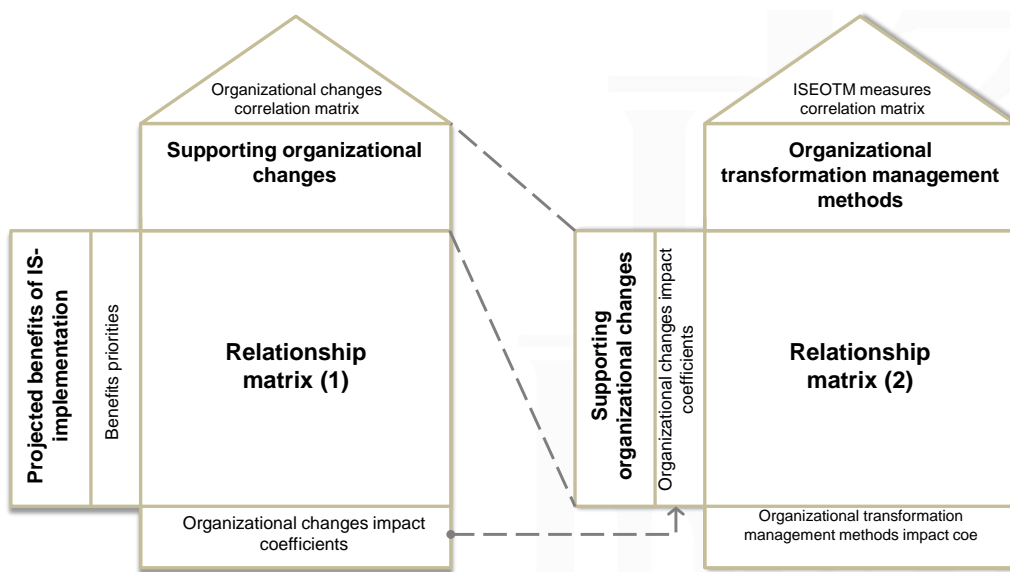 Organizational changes
correlation matrix
Supporting organizational
changes
Projected benefits of IS-
implementation
Benefits priorities
Relationship
matrix (1)
Organizational changes impact
coefficients
ISEOTM measures
correlation matrix
Organizational
transformation management
methods
Supporting
organizational changes
Organizational changes impact
coefficients
Relationship
matrix (2)
Organizational transformation
management methods impact coe